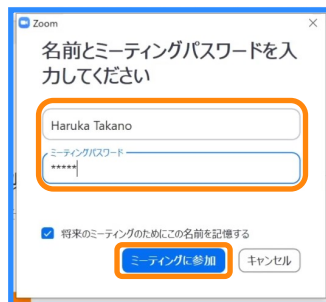 Zoom
名前とミーティングパスワードを入
力してください
Haruka Takano
ミーティングパスワード
*****
将来のミーティングのためにこの名前を記憶する
ミーティングに参加 キャンセル